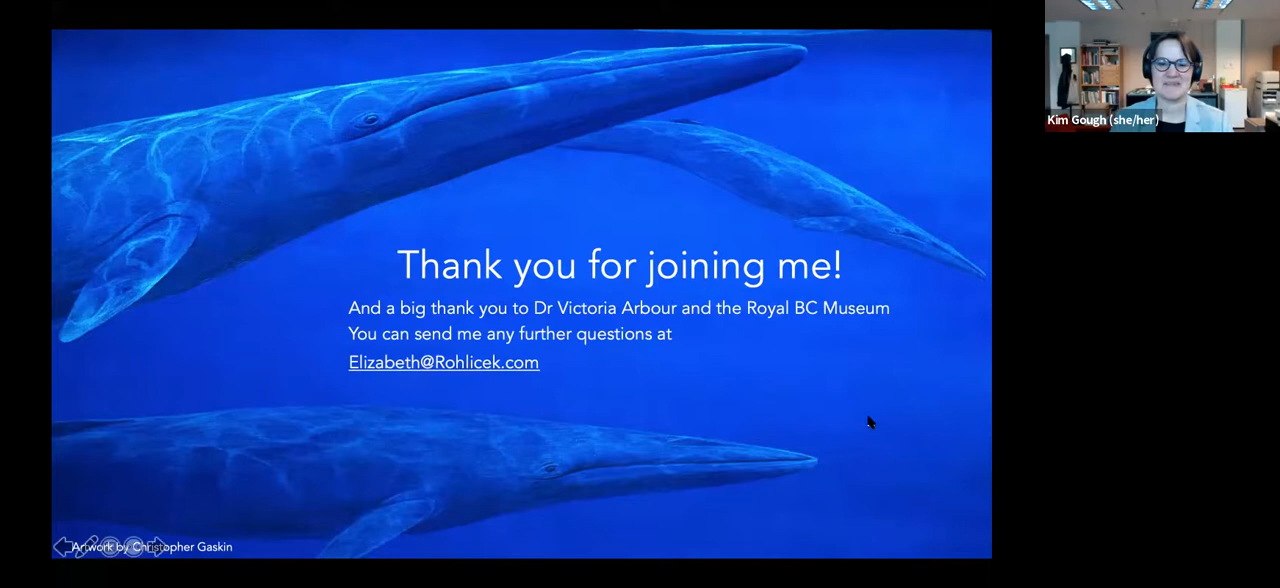 Kim Gough (she/her)
Thank you for joining me!
And a big thank you to Dr Victoria Arbour and the Royal BC Museum
You can send me any further questions at
Elizabeth@Rohlicek.com
Artwork by Christopher Gaskin